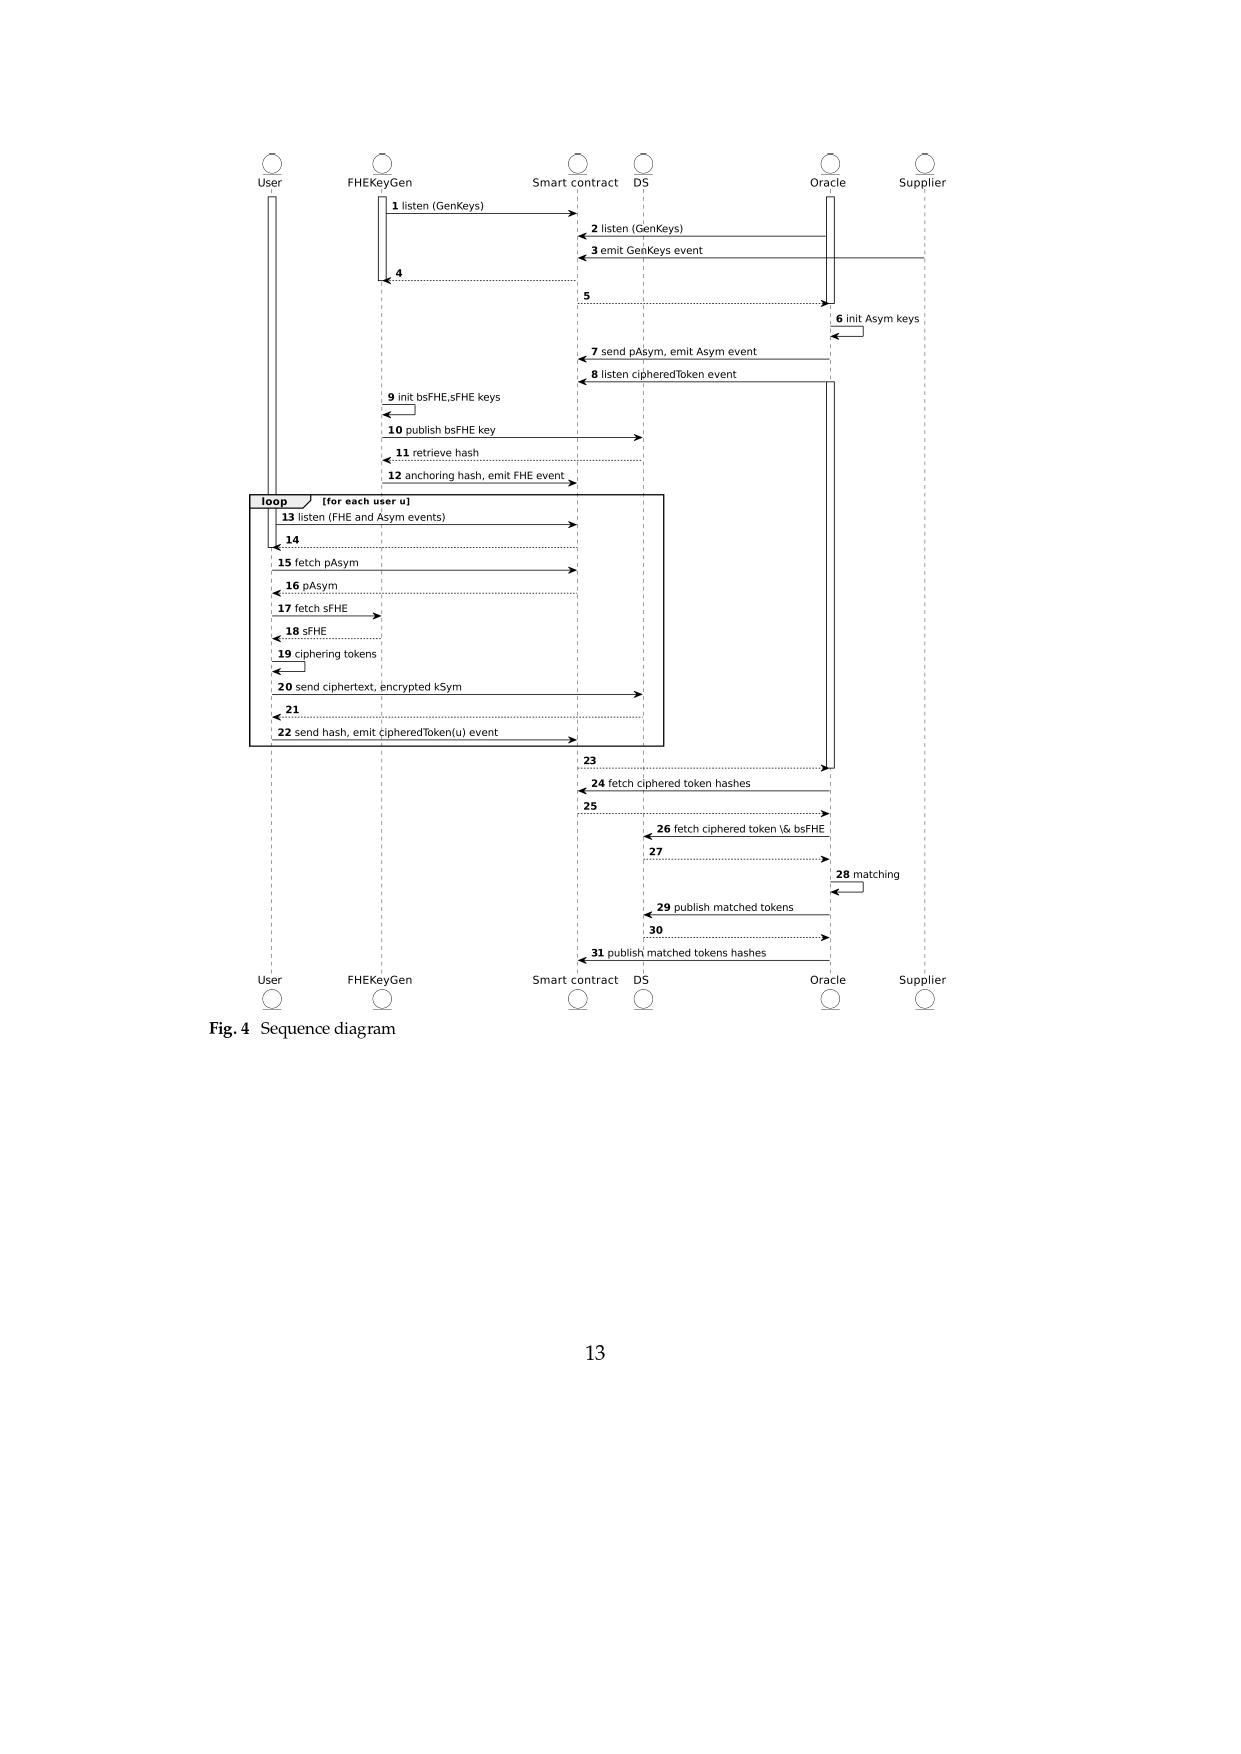 User FHEKeyGen Smart contract DS Oracle Supplier
1 listen (GenKeys)
2 listen (GenKeys)
3 emit GenKeys event
4
5
6 init Asym keys
7 send pAsym, emit Asym event
8 listen cipheredToken event
9 init bsFHE,sFHE keys
10 publish bsFHE key
11 retrieve hash
12 anchoring hash, emit FHE event
loop [for each user u]
13 listen (FHE and Asym events)
14
15 fetch pAsym
16 pAsym
17 fetch sFHE
18 sFHE
19 ciphering tokens
20 send ciphertext, encrypted kSym
21
22 send hash, emit cipheredToken(u) event
23
24 fetch ciphered token hashes
25
26 fetch ciphered token \& bsFHE
27
28 matching
29 publish matched tokens
30
31 publish matched tokens hashes
User FHEKeyGen Smart contract DS Oracle Supplier
Fig. 4 Sequence diagram
13